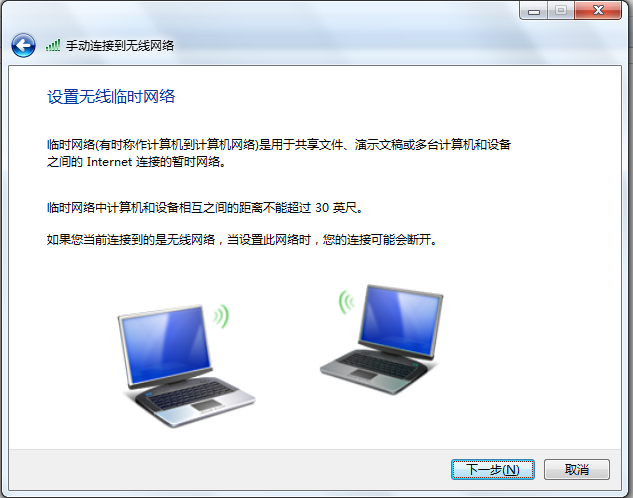 手动连接到无线网络
设置无线临时网络
临时网络(有时称作计算机到计算机网络)是用于共享文件、演示文稿或多台计算机和设备
之间的 Internet 连接的暂时网络。
临时网络中计算机和设备相互之间的距离不能超过 30 英尺。
如果您当前连接到的是无线网络，当设置此网络时，您的连接可能会断开。
下一步(N)
取消